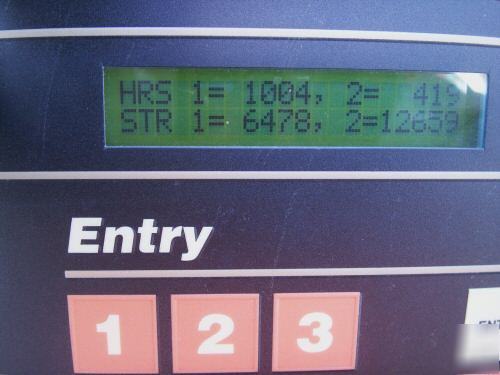 HRS 1= 1004, 2= 419
STR 1= 6478, 2=12659
Entry
1 2 3